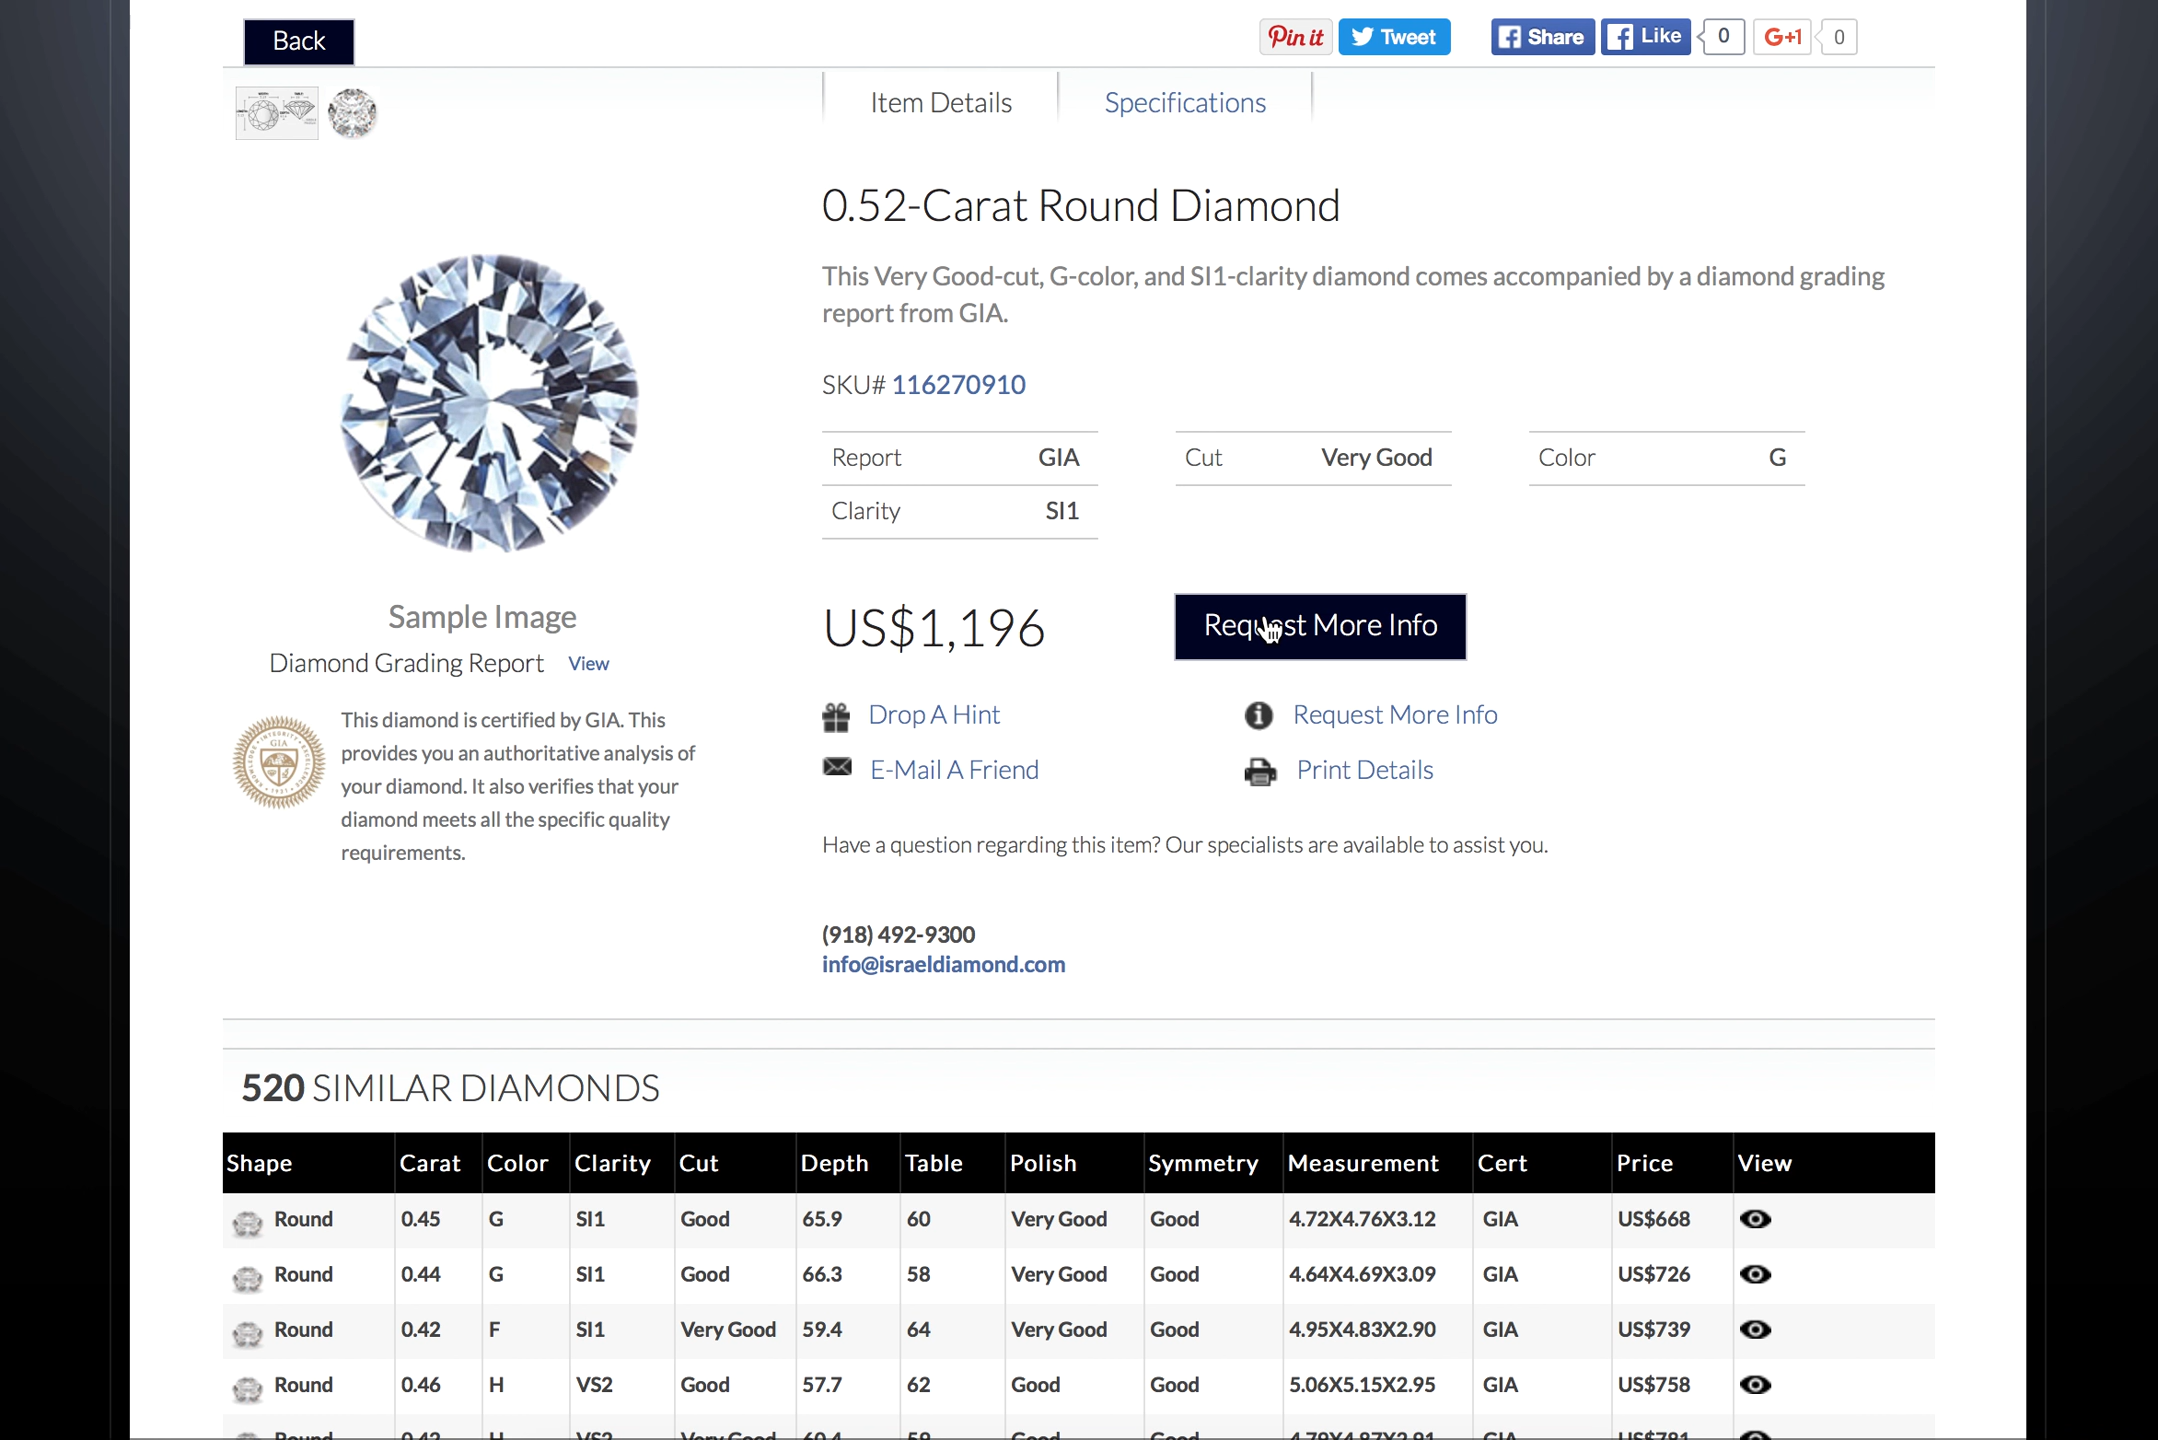 Back
Pin it
Tweet
Share
Like
0
G+1
0
Item Details
Specifications
0.52-Carat Round Diamond
This Very Good-cut, G-color, and SI1-clarity diamond comes accompanied by a diamond grading
report from GIA.
SKU# 116270910
Report GIA
Cut Very Good
Color G
Clarity SI1
Sample Image
Diamond Grading Report View
GIA
This diamond is certified by GIA. This
provides you an authoritative analysis of
your diamond. It also verifies that your
diamond meets all the specific quality
requirements.
US$1,196
Request More Info
Drop A Hint
Request More Info
E-Mail A Friend
Print Details
Have a question regarding this item? Our specialists are available to assist you.
(918) 492-9300
info@israeldiamond.com
520 SIMILAR DIAMONDS
Shape Carat Color Clarity Cut Depth Table Polish Symmetry Measurement Cert Price View
Round 0.45 G SI1 Good 65.9 60 Very Good Good 4.72X4.76X3.12 GIA US$668
Round 0.44 G SI1 Good 66.3 58 Very Good Good 4.64X4.69X3.09 GIA US$726
Round 0.42 F SI1 Very Good 59.4 64 Very Good Good 4.95X4.83X2.90 GIA US$739
Round 0.46 H VS2 Good 57.7 62 Good Good 5.06X5.15X2.95 GIA US$758